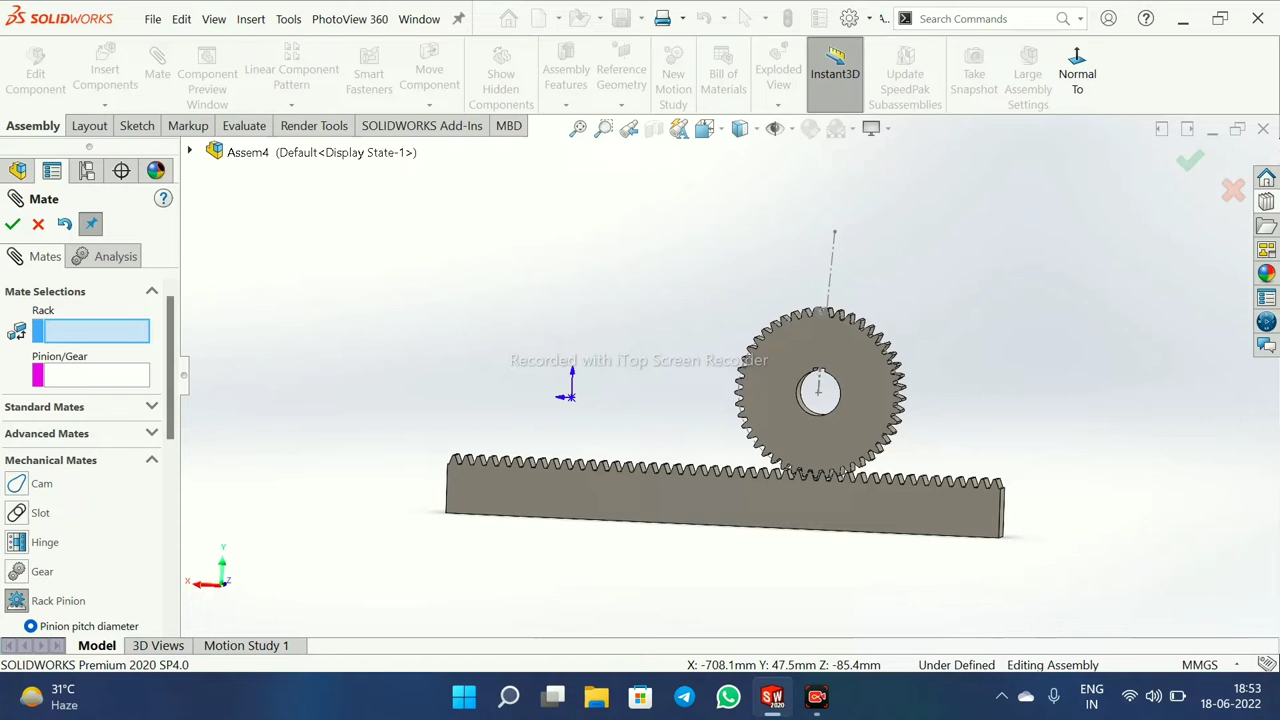 SOLIDWORKS File Edit View Insert Tools PhotoView 360 Window A... Search Commands
Edit Component
Insert Components
Mate
Component Preview Window
Linear Component Pattern
Smart Fasteners
Move Component
Show Hidden Components
Assembly Features
Reference Geometry
New Motion Study
Bill of Materials
Exploded View
Instant3D
Update SpeedPak Subassemblies
Take Snapshot
Large Assembly Settings
Normal To
Assembly Layout Sketch Markup Evaluate Render Tools SOLIDWORKS Add-Ins MBD
Assem4 (Default<Display State-1>)
Mate
Mates Analysis
Mate Selections
Rack
Pinion/Gear
Standard Mates
Advanced Mates
Mechanical Mates
Cam
Slot
Hinge
Gear
Rack Pinion
Pinion pitch diameter
Recorded with iTop Screen Recorder
Y
X
Z
Model 3D Views Motion Study 1
SOLIDWORKS Premium 2020 SP4.0 X: -708.1mm Y: 47.5mm Z: -85.4mm Under Defined Editing Assembly MMGS
31°C
Haze
SW
2020
ENG
IN
18:53
18-06-2022